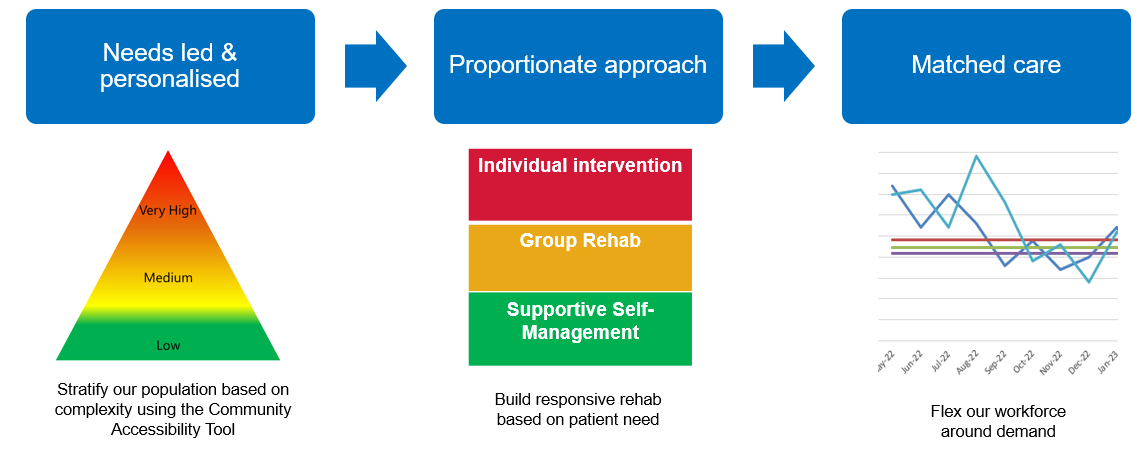 Needs led &
personalised
Proportionate approach
Matched care
Very High
Medium
Low
Individual intervention
Group Rehab
Supportive Self-
Management
ay-22
Jun-22
Jul-22
Aug-22
Sep-22
Oct-22
Nov-22
Dec-22
Jan-23
Stratify our population based on
complexity using the Community
Accessibility Tool
Build responsive rehab
based on patient need
Flex our workforce
around demand